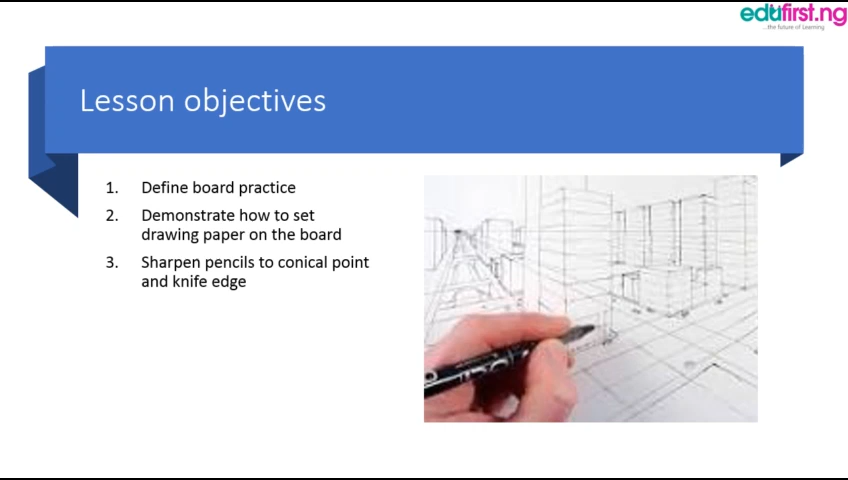 edufirst.ng
...the future of Learning
Lesson objectives
1. Define board practice
2. Demonstrate how to set
drawing paper on the board
3. Sharpen pencils to conical point
and knife edge